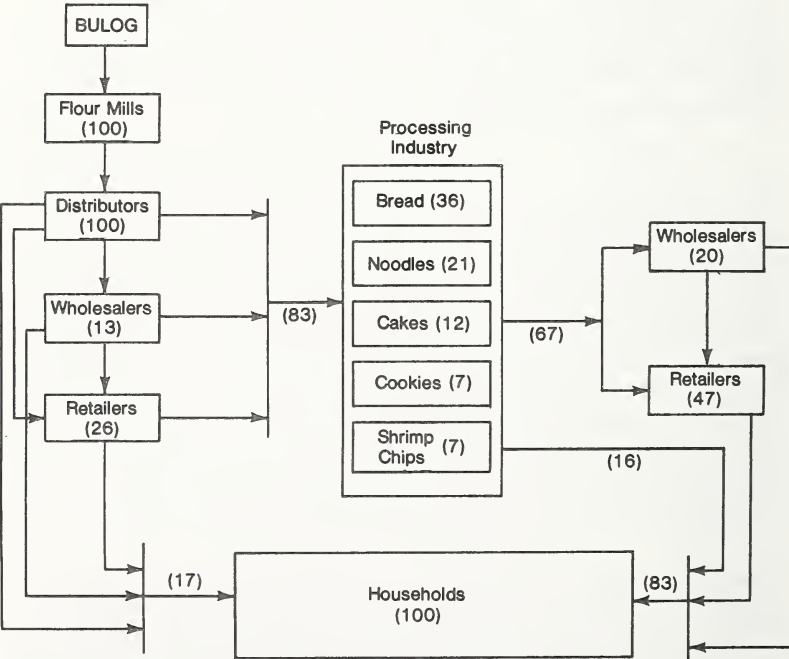 BULOG
Flour Mills
(100)
Distributors
(100)
Wholesalers
(13)
Retailers
(26)
(83)
Processing
Industry
Bread (36)
Noodles (21)
Cakes (12)
Cookies (7)
Shrimp
Chips (7)
(67)
(16)
Wholesalers
(20)
Retailers
(47)
(17)
Households
(100)
(83)